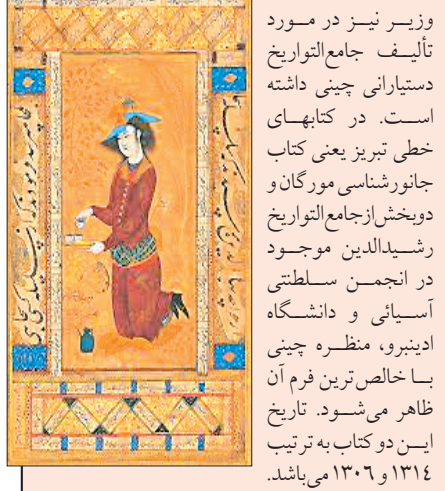 وزیر نیز در مورد
تألیف جامع‌التواریخ
دستیارانی چینی داشته
است. در کتابهای
خطی تبریز یعنی کتاب
جانورشناسی مورگان و
دوبخش‌ازجامع‌التواریخ
رشیدالدین موجود
در انجمن سلطنتی
آسیائی و دانشگاه
ادینبرو، منظره چینی
با خالص‌ترین فرم آن
ظاهر می‌شود. تاریخ
این دو کتاب به ترتیب
۱۳۱۴ و ۱۳۰۶ می‌باشد.